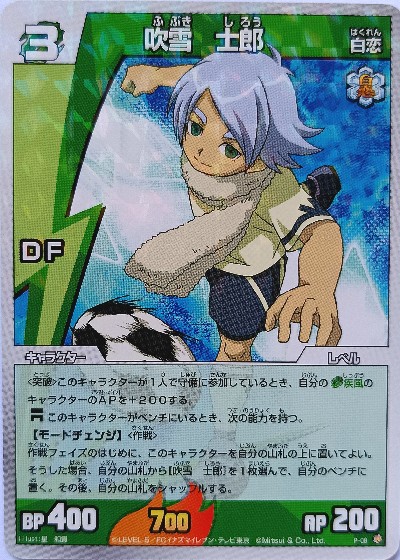 3
ふぶき しろう
吹雪 士郎
はくれん
白恋
DF
キャラクター
レベル
<突破>このキャラクターが1人で守備に参加しているとき、自分の疾風の
キャラクターのAPを+200する。
このキャラクターがベンチにいるとき、次の能力を持つ。
【モードチェンジ】<作戦>
作戦フェイズのはじめに、このキャラクターを自分の山札の上に置いてよい。
そうした場合、自分の山札から【吹雪 士郎】を1枚選んで、自分のベンチに
置く。その後、自分の山札をシャッフルする。
BP400
700
AP200
©LEVEL-5/FCイナズマイレブン・テレビ東京 ©Mitsui & Co., Ltd.
P-08